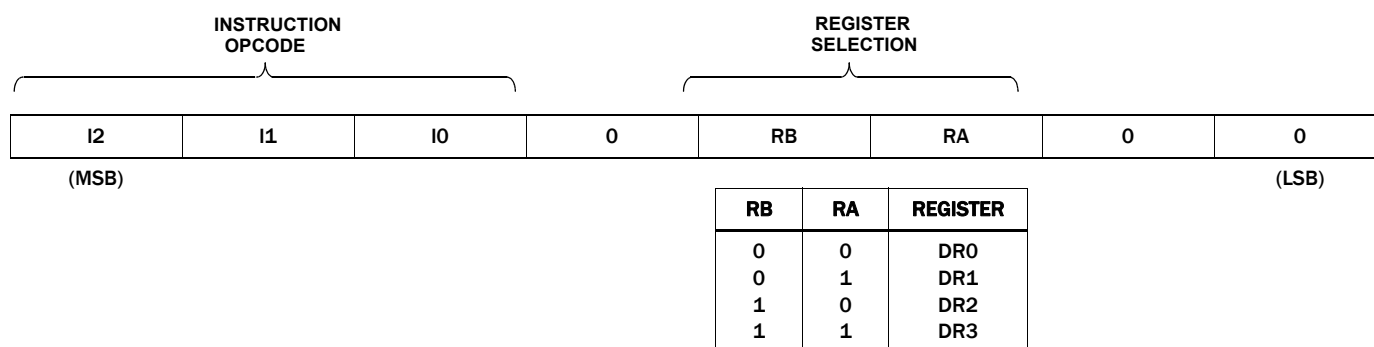 INSTRUCTION
OPCODE
REGISTER
SELECTION
I2 I1 I0 0 RB RA 0 0
(MSB) (LSB)
RB RA REGISTER
0 0 DR0
0 1 DR1
1 0 DR2
1 1 DR3